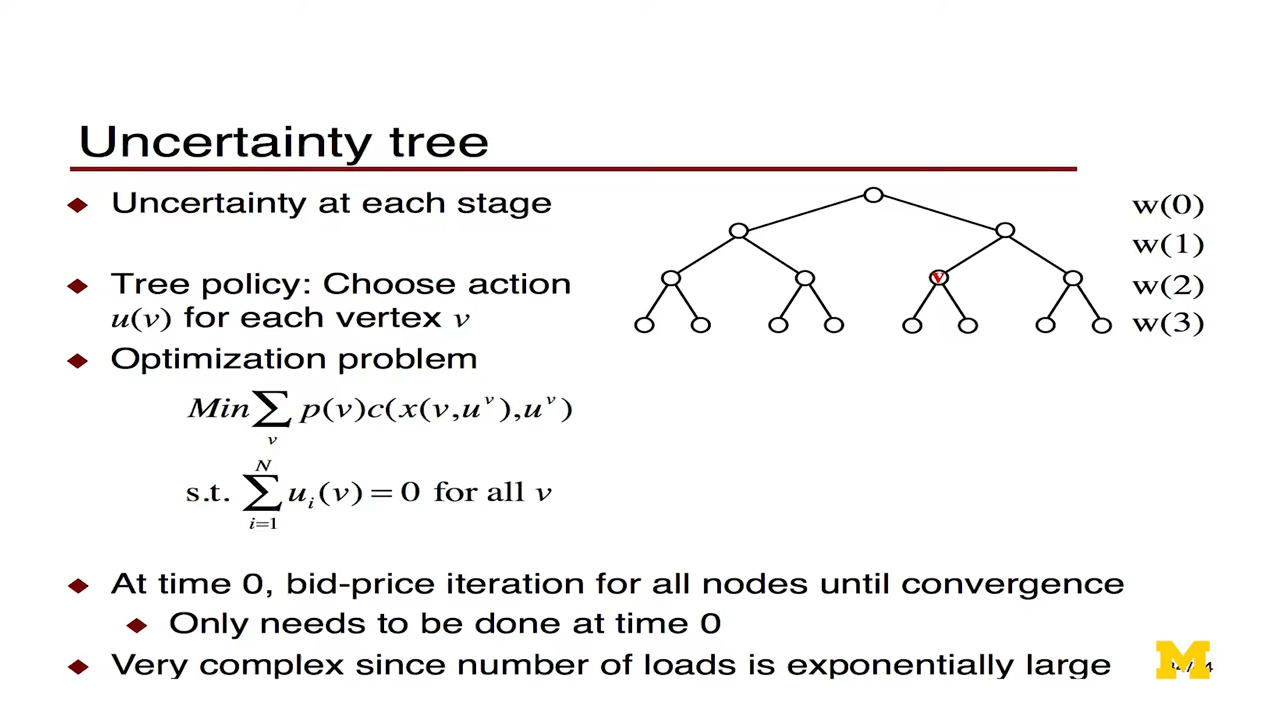 Uncertainty tree
Uncertainty at each stage
w(0)
w(1)
Tree policy: Choose action
u(v) for each vertex v
v
w(2)
w(3)
Optimization problem
Min ∑ p(v)c(x(v,u^v),u^v)
v
N
s.t. ∑ u_i(v) = 0 for all v
i=1
At time 0, bid-price iteration for all nodes until convergence
Only needs to be done at time 0
Very complex since number of loads is exponentially large
M